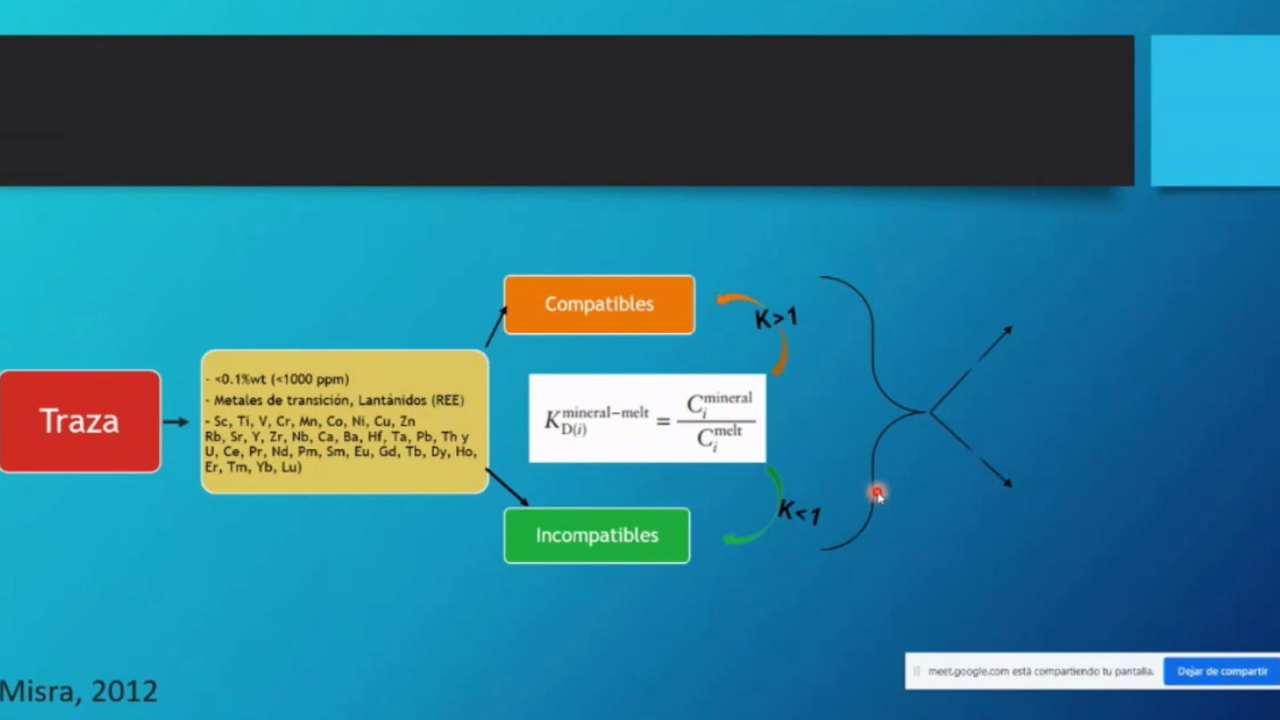 Compatibles
K>1
Traza
- <0.1%wt (<1000 ppm)
- Metales de transición, Lantánidos (REE)
- Sc, Ti, V, Cr, Mn, Co, Ni, Cu, Zn
Rb, Sr, Y, Zr, Nb, Ca, Ba, Hf, Ta, Pb, Th y
U, Ce, Pr, Nd, Pm, Sm, Eu, Gd, Tb, Dy, Ho,
Er, Tm, Yb, Lu)
K_{D(i)}^{mineral-melt} = \frac{C_i^{mineral}}{C_i^{melt}}
K<1
Incompatibles
Misra, 2012
meet.google.com está compartiendo tu pantalla.
Dejar de compartir